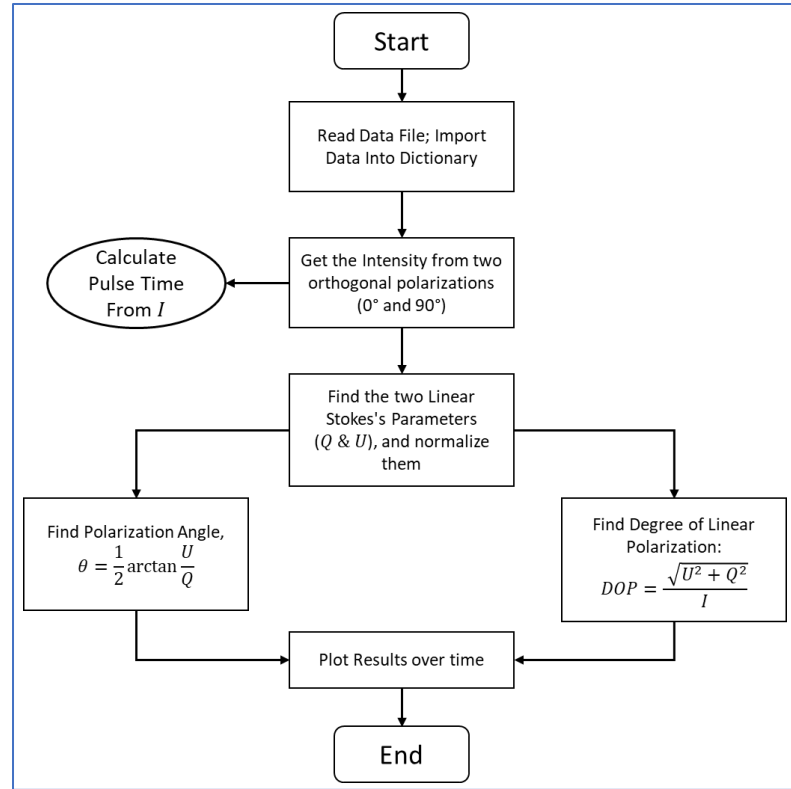 Start
Read Data File; Import
Data Into Dictionary
Calculate
Pulse Time
From I
Get the Intensity from two
orthogonal polarizations
(0° and 90°)
Find the two Linear
Stokes's Parameters
(Q & U), and normalize
them
Find Polarization Angle,
θ = 1/2 arctan U/Q
Find Degree of Linear
Polarization:
DOP = √(U² + Q²)/I
Plot Results over time
End